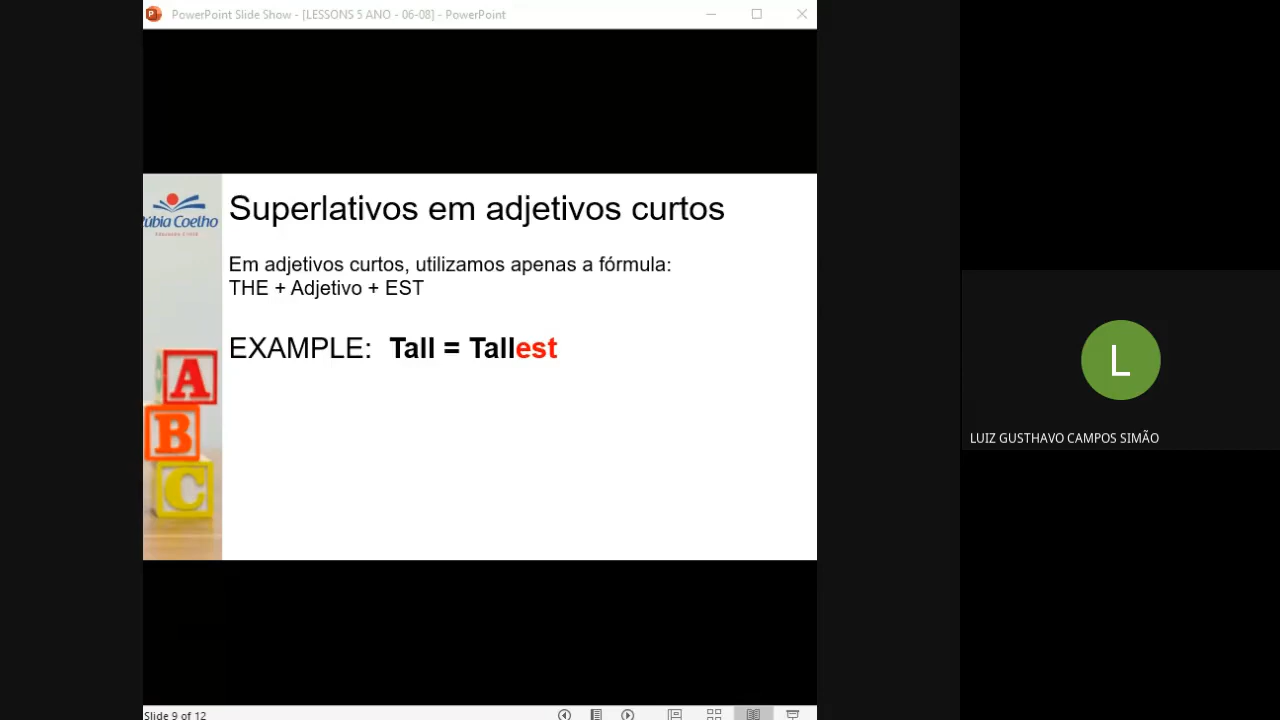 PowerPoint Slide Show - [LESSONS 5 ANO - 06-08] - PowerPoint
Superlativos em adjetivos curtos
úbia Coelho
Em adjetivos curtos, utilizamos apenas a fórmula:
THE + Adjetivo + EST
EXAMPLE: Tall = Tallest
A
B
C
L
LUIZ GUSTHAVO CAMPOS SIMÃO
Slide 9 of 12